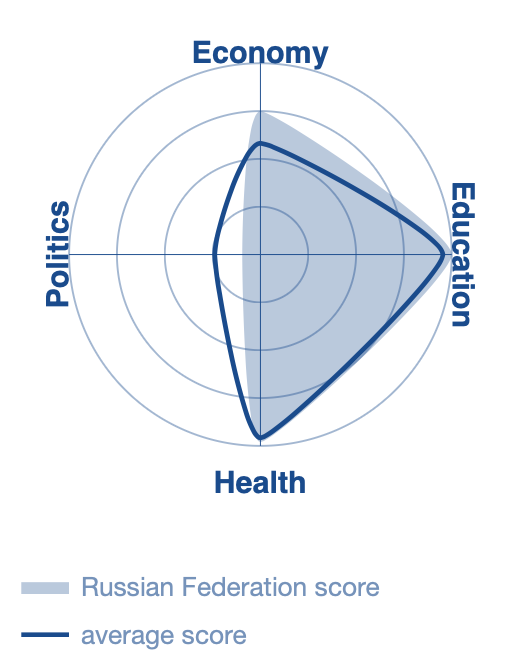 Economy
Politics
Education
Health
Russian Federation score
average score